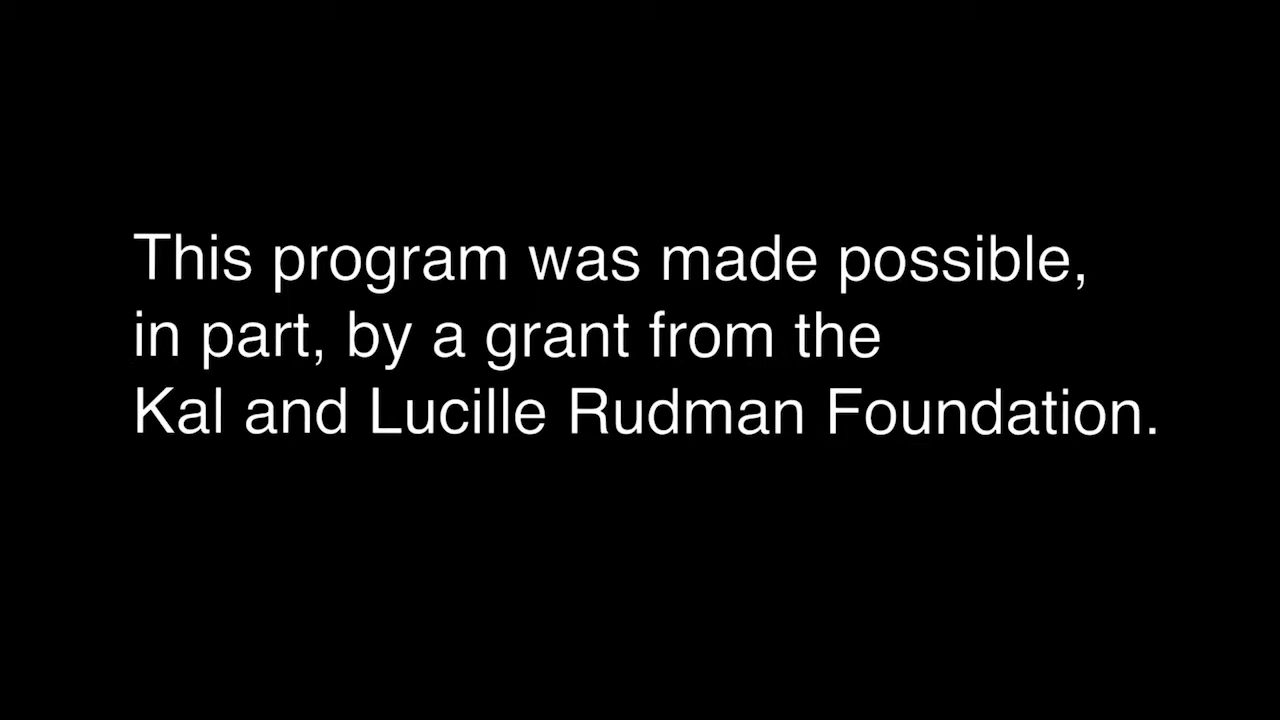 This program was made possible,
in part, by a grant from the
Kal and Lucille Rudman Foundation.